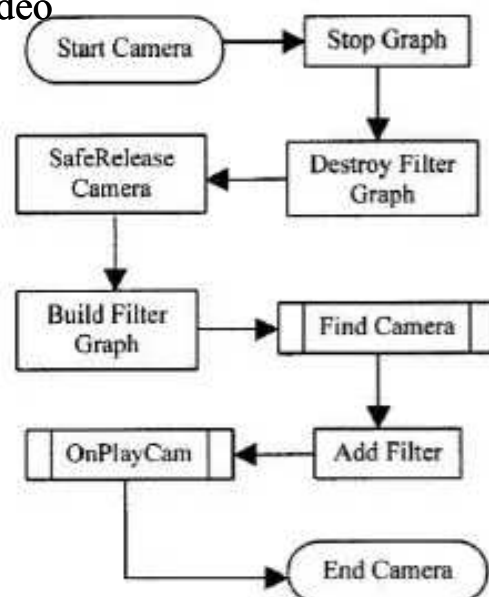 deo
Start Camera
Stop Graph
SafeRelease
Camera
Destroy Filter
Graph
Build Filter
Graph
Find Camera
OnPlayCam
Add Filter
End Camera